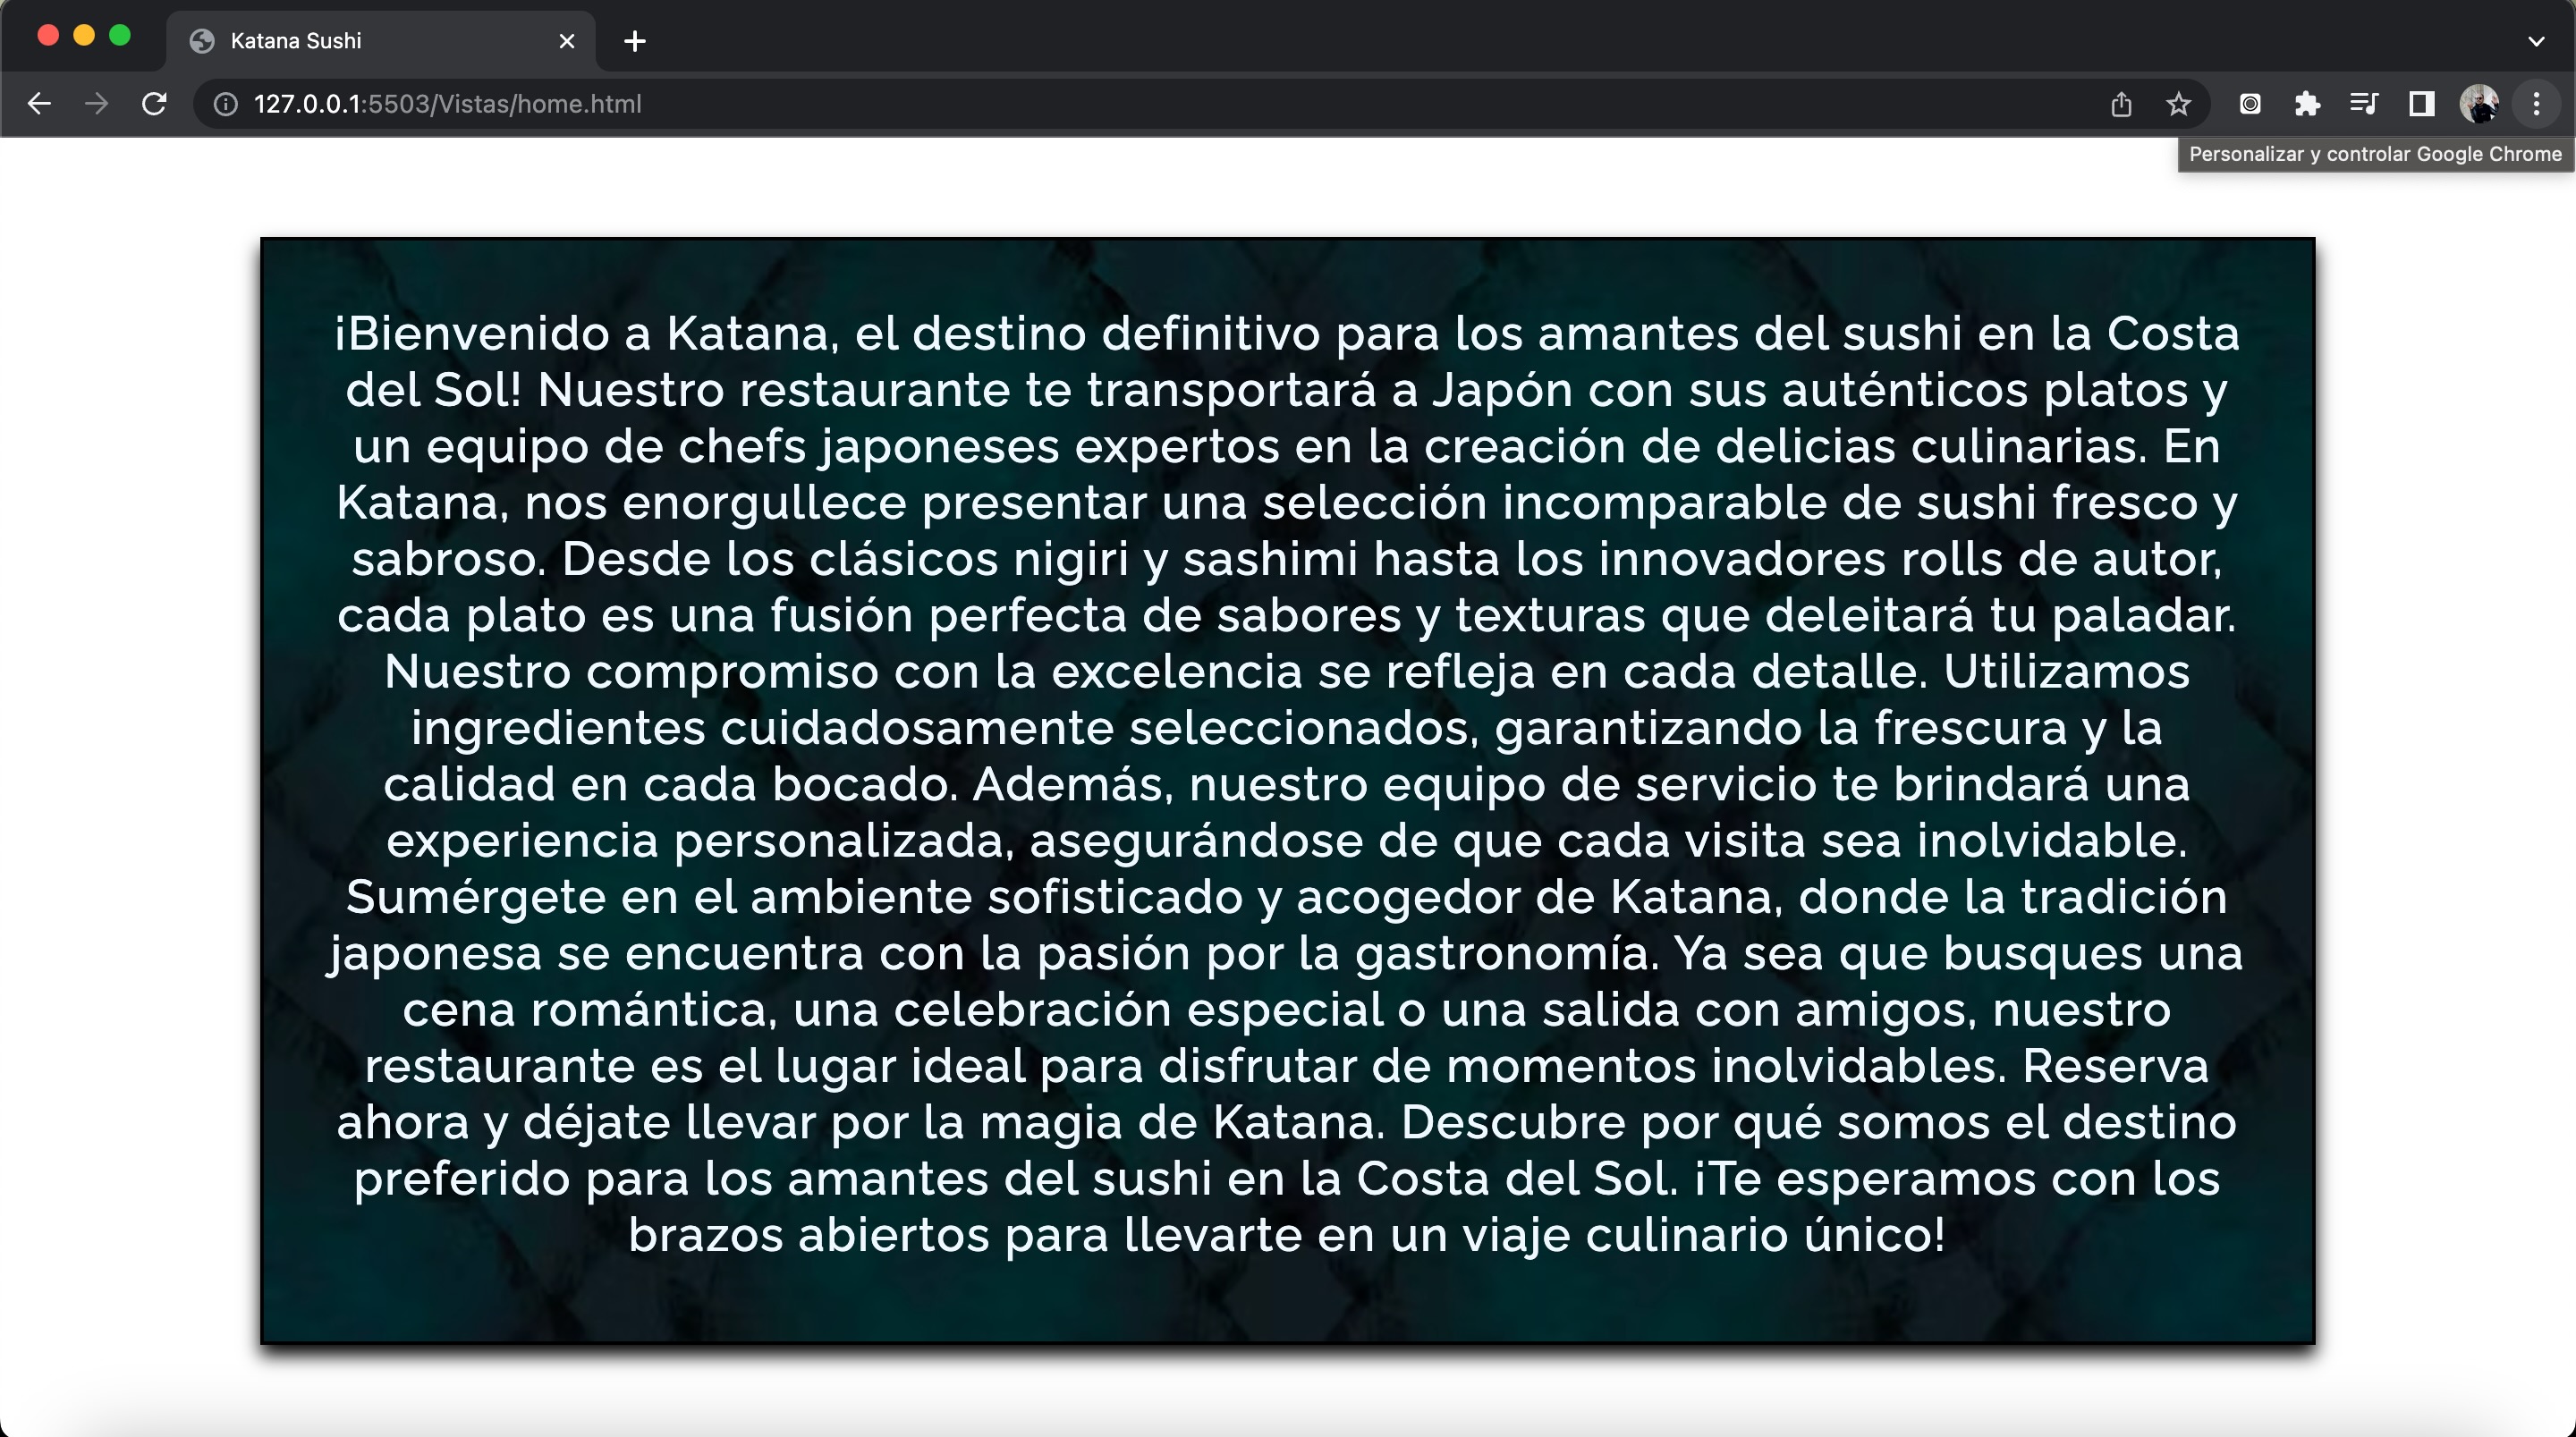 Katana Sushi
127.0.0.1:5503/Vistas/home.html
Personalizar y controlar Google Chrome
¡Bienvenido a Katana, el destino definitivo para los amantes del sushi en la Costa
del Sol! Nuestro restaurante te transportará a Japón con sus auténticos platos y
un equipo de chefs japoneses expertos en la creación de delicias culinarias. En
Katana, nos enorgullece presentar una selección incomparable de sushi fresco y
sabroso. Desde los clásicos nigiri y sashimi hasta los innovadores rolls de autor,
cada plato es una fusión perfecta de sabores y texturas que deleitará tu paladar.
Nuestro compromiso con la excelencia se refleja en cada detalle. Utilizamos
ingredientes cuidadosamente seleccionados, garantizando la frescura y la
calidad en cada bocado. Además, nuestro equipo de servicio te brindará una
experiencia personalizada, asegurándose de que cada visita sea inolvidable.
Sumérgete en el ambiente sofisticado y acogedor de Katana, donde la tradición
japonesa se encuentra con la pasión por la gastronomía. Ya sea que busques una
cena romántica, una celebración especial o una salida con amigos, nuestro
restaurante es el lugar ideal para disfrutar de momentos inolvidables. Reserva
ahora y déjate llevar por la magia de Katana. Descubre por qué somos el destino
preferido para los amantes del sushi en la Costa del Sol. ¡Te esperamos con los
brazos abiertos para llevarte en un viaje culinario único!